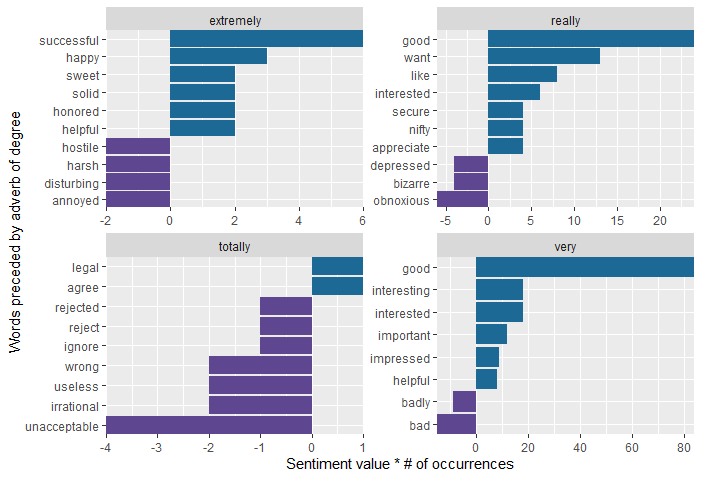 extremely
successful
happy
sweet
solid
honored
helpful
hostile
harsh
disturbing
annoyed
-2 0 2 4 6
really
good
want
like
interested
secure
nifty
appreciate
depressed
bizarre
obnoxious
-5 0 5 10 15 20
totally
legal
agree
rejected
reject
ignore
wrong
useless
irrational
unacceptable
-4 -3 -2 -1 0 1
very
good
interesting
interested
important
impressed
helpful
badly
bad
0 20 40 60 80
Words preceded by adverb of degree
Sentiment value * # of occurrences